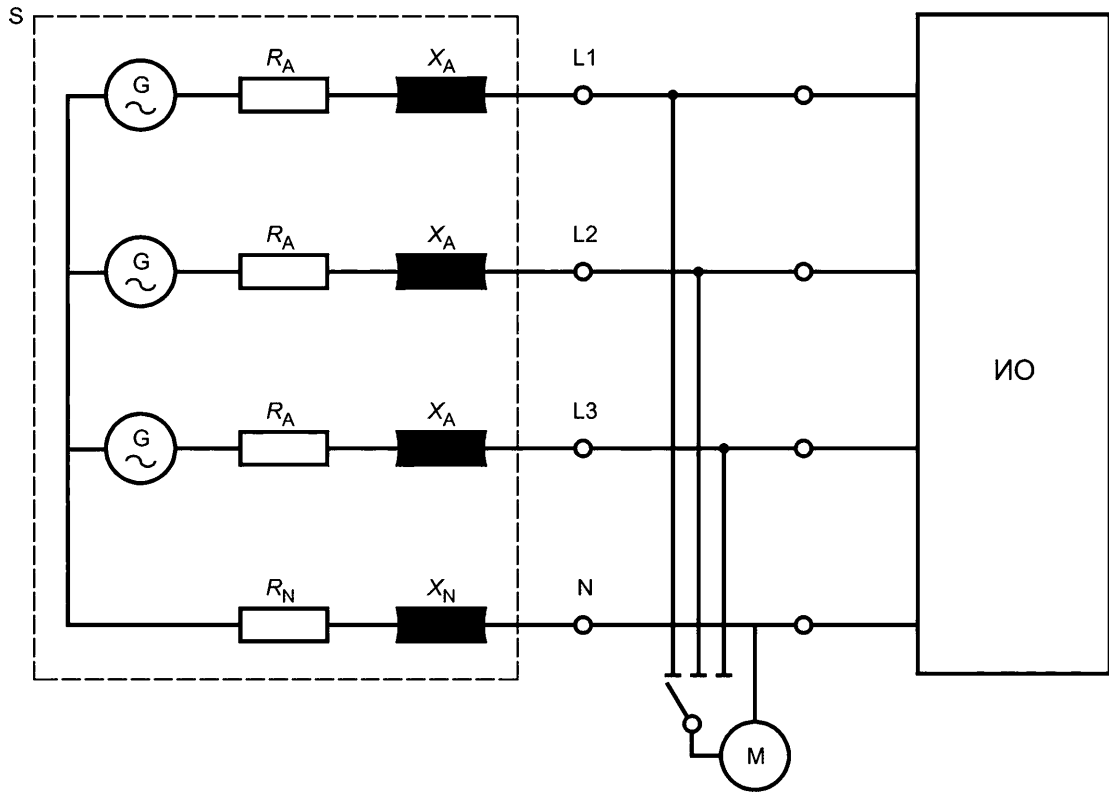 S
G R_A X_A L1
G R_A X_A L2
G R_A X_A L3
ИО
R_N X_N N
M